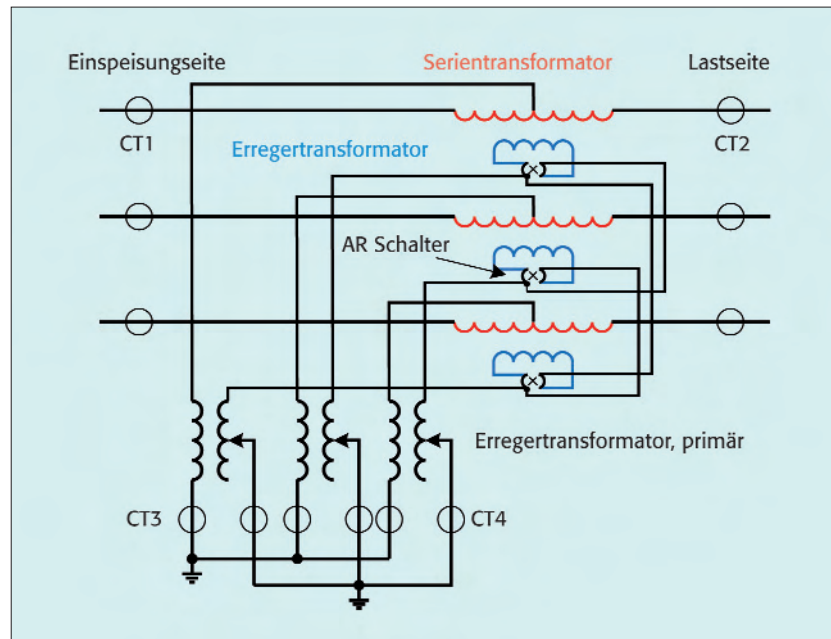 Einspeisungseite
Serientransformator
Lastseite
CT1
CT2
Erregertransformator
AR Schalter
Erregertransformator, primär
CT3
CT4